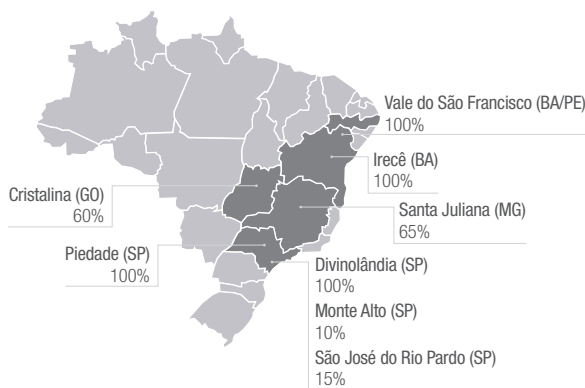 Vale do São Francisco (BA/PE)
100%
Irecê (BA)
100%
Cristalina (GO)
60%
Santa Juliana (MG)
65%
Piedade (SP)
100%
Divinolândia (SP)
100%
Monte Alto (SP)
10%
São José do Rio Pardo (SP)
15%